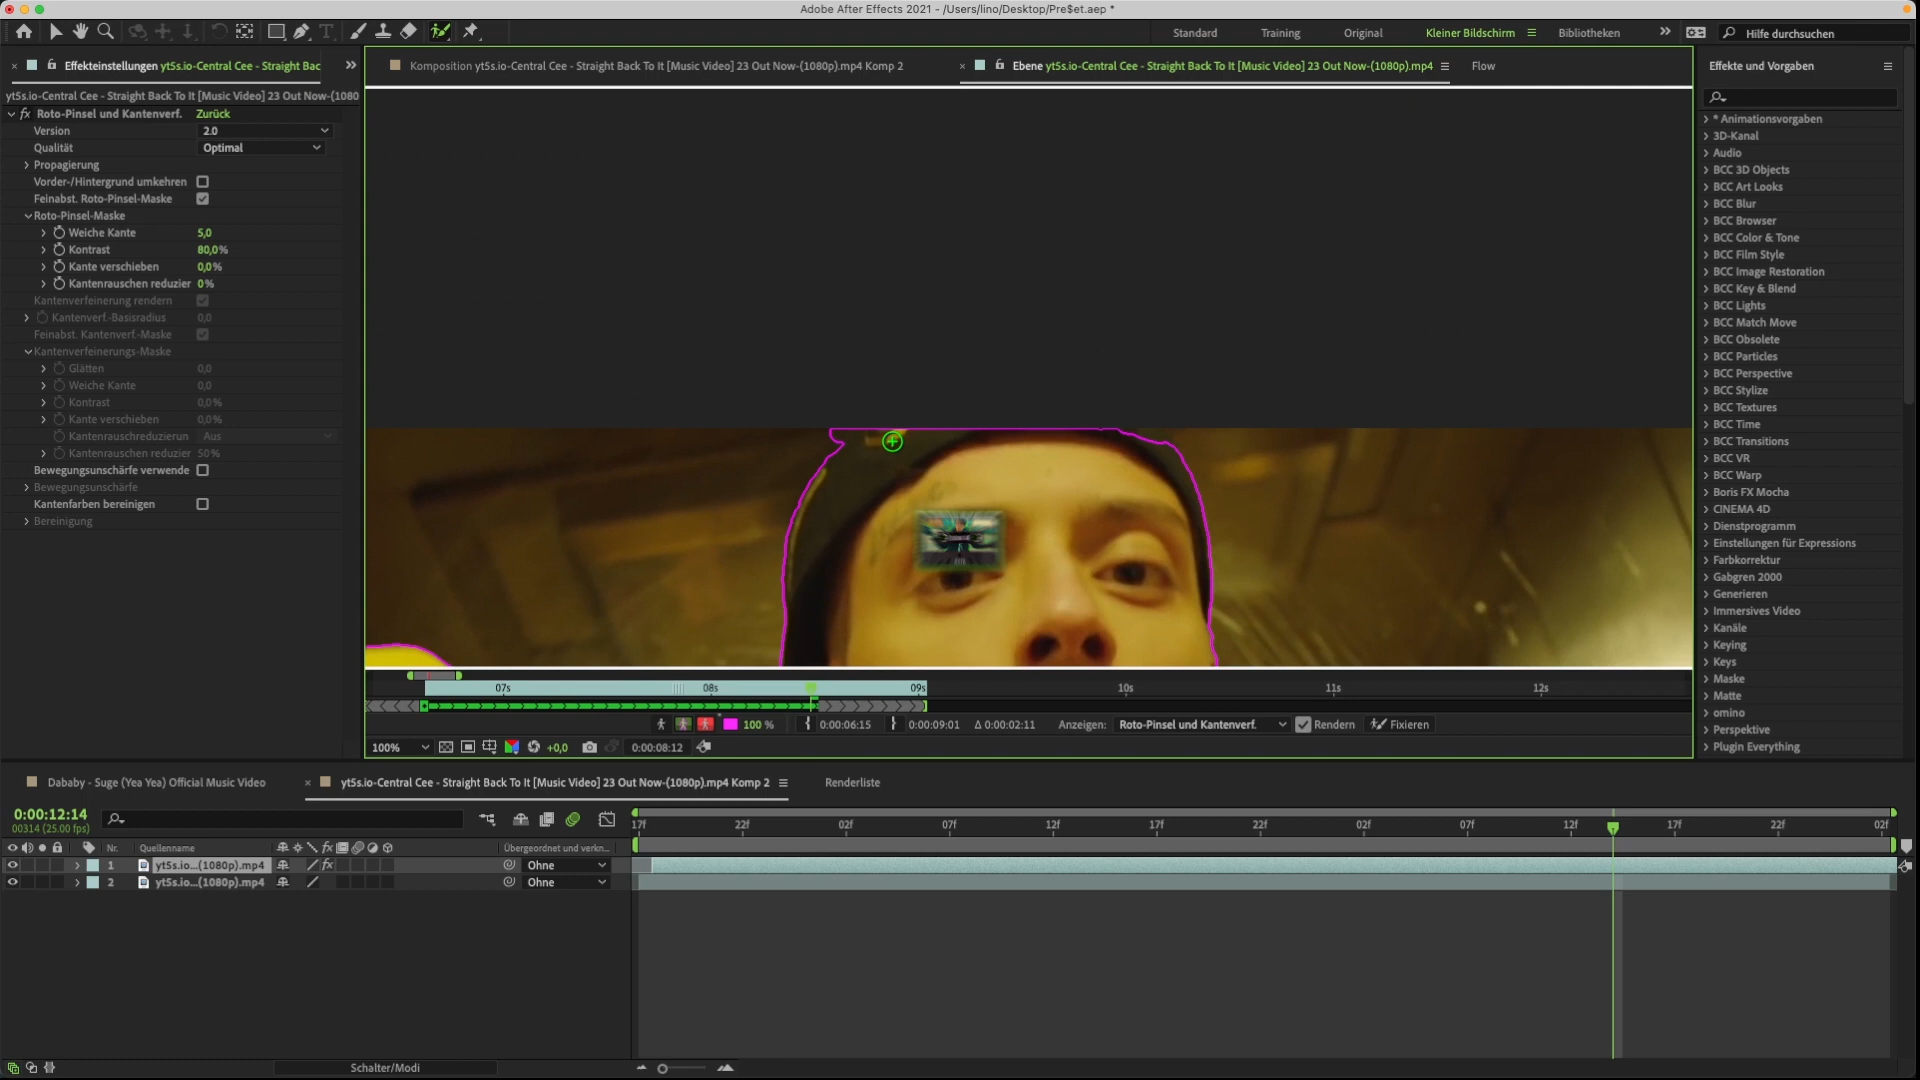 Adobe After Effects 2021 - /Users/lino/Desktop/Pre$et.aep *
Standard Training Original Kleiner Bildschirm Bibliotheken Hilfe durchsuchen
Effekteinstellungen yt5s.io-Central Cee - Straight Bac
Komposition yt5s.io-Central Cee - Straight Back To It [Music Video] 23 Out Now-(1080p).mp4 Komp 2
Ebene yt5s.io-Central Cee - Straight Back To It [Music Video] 23 Out Now-(1080p).mp4
Flow
Effekte und Vorgaben
yt5s.io-Central Cee - Straight Back To It [Music Video] 23 Out Now-(1080
fx Roto-Pinsel und Kantenverf. Zurück
Version 2.0
Qualität Optimal
Propagierung
Vorder-/Hintergrund umkehren
Feinabst. Roto-Pinsel-Maske
Roto-Pinsel-Maske
Weiche Kante 5,0
Kontrast 80,0%
Kante verschieben 0,0%
Kantenrauschen reduzier 0%
Kantenverfeinerung rendern
Kantenverf.-Basisradius 0,0
Feinabst. Kantenverf.-Maske
Kantenverfeinerungs-Maske
Glätten 0,0
Weiche Kante 0,0
Kontrast 0,0%
Kante verschieben 0,0%
Kantenrauschreduzierun Aus
Kantenrauschen reduzier 50%
Bewegungsunschärfe verwende
Bewegungsunschärfe
Kantenfarben bereinigen
Bereinigung
* Animationsvorgaben
3D-Kanal
Audio
BCC 3D Objects
BCC Art Looks
BCC Blur
BCC Browser
BCC Color & Tone
BCC Film Style
BCC Image Restoration
BCC Key & Blend
BCC Lights
BCC Match Move
BCC Obsolete
BCC Particles
BCC Perspective
BCC Stylize
BCC Textures
BCC Time
BCC Transitions
BCC VR
BCC Warp
Boris FX Mocha
CINEMA 4D
Dienstprogramm
Einstellungen für Expressions
Farbkorrektur
Gabgren 2000
Generieren
Immersives Video
Kanäle
Keying
Keys
Maske
Matte
omino
Perspektive
Plugin Everything
07s 08s 09s 10s 11s 12s
100 % 0:00:06:15 0:00:09:01 Δ 0:00:02:11 Anzeigen: Roto-Pinsel und Kantenverf. Rendern Fixieren
100% +0,0 0:00:08:12
Dababy - Suge (Yea Yea) Official Music Video
yt5s.io-Central Cee - Straight Back To It [Music Video] 23 Out Now-(1080p).mp4 Komp 2
Renderliste
0:00:12:14
00314 (25.00 fps)
17f 22f 02f 07f 12f 17f 22f 02f 07f 12f 17f 22f 02f
Nr. Quellenname fx Übergeordnet und verkn...
1 yt5s.io...(1080p).mp4 fx Ohne
2 yt5s.io...(1080p).mp4 Ohne
Schalter/Modi